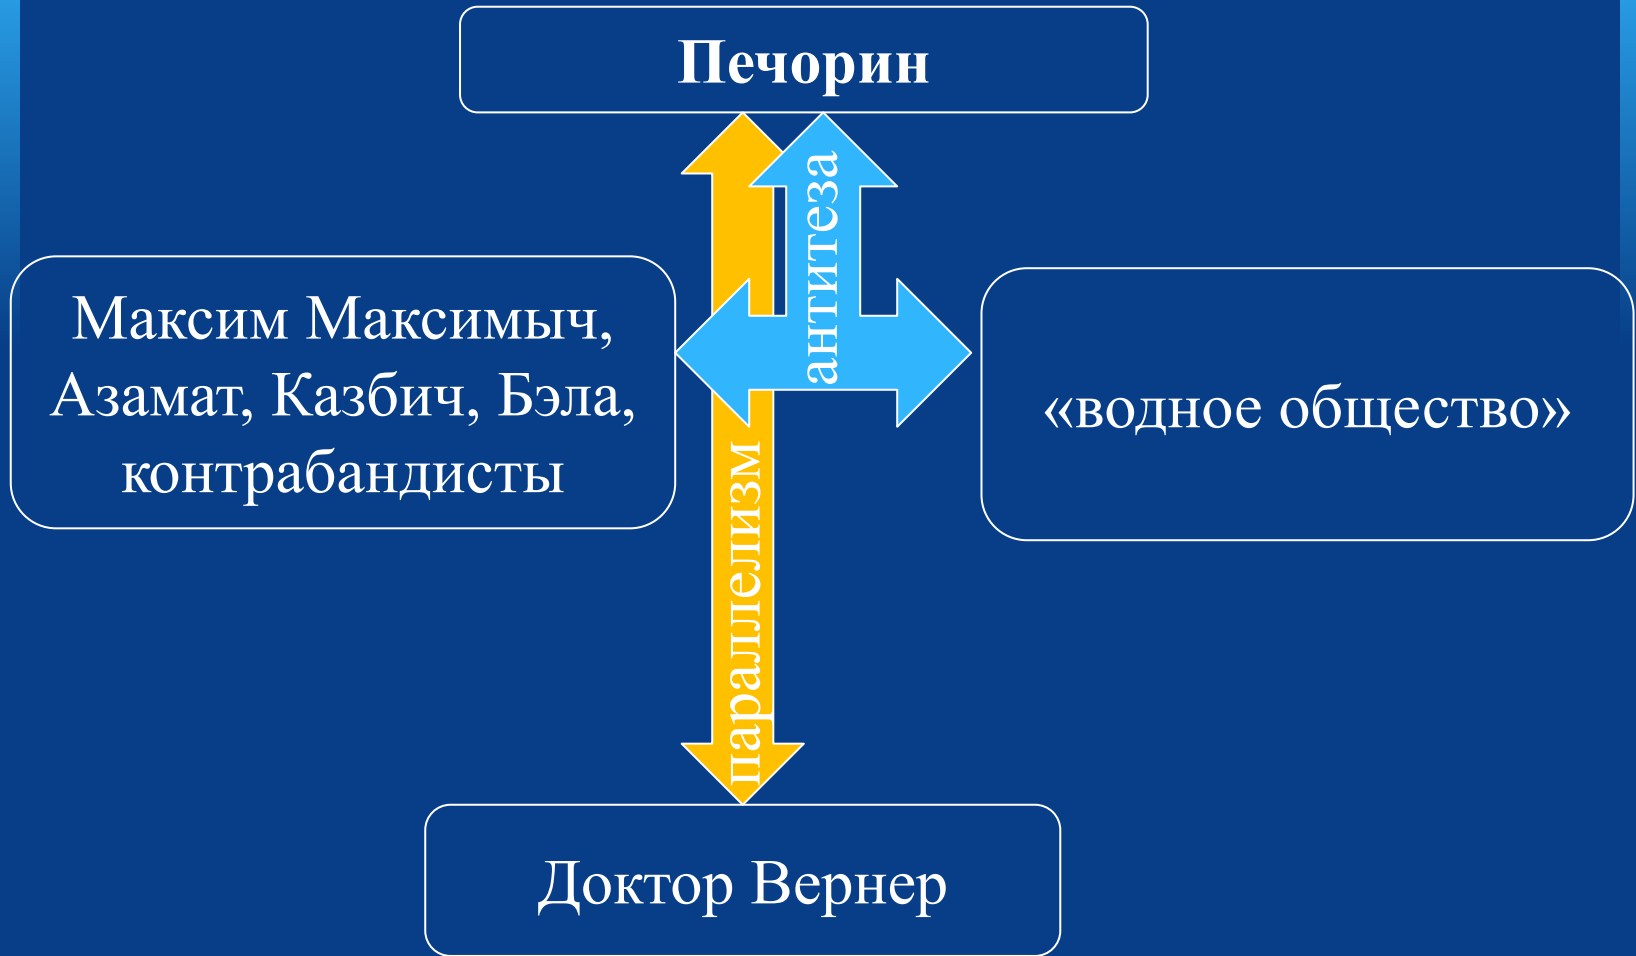 Печорин
антитеза
Максим Максимыч,
Азамат, Казбич, Бэла,
контрабандисты
«водное общество»
параллелизм
Доктор Вернер